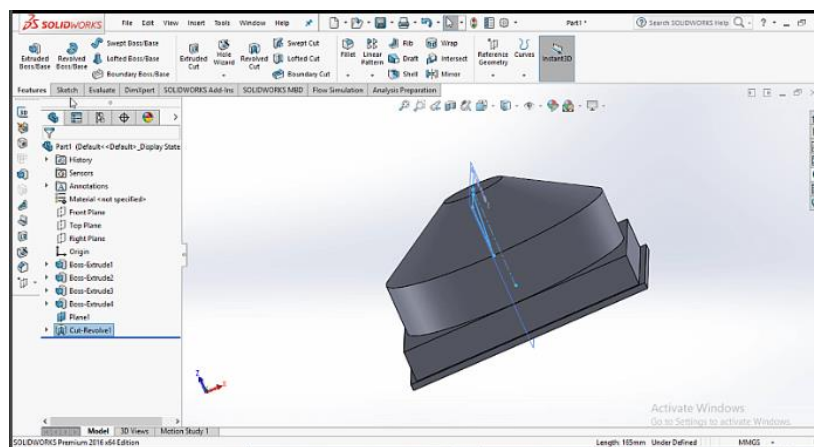 SOLIDWORKS File Edit View Insert Tools Window Help Part1 * Search SOLIDWORKS Help
Extruded Boss/Base
Revolved Boss/Base
Swept Boss/Base
Lofted Boss/Base
Boundary Boss/Base
Extruded Cut
Hole Wizard
Revolved Cut
Swept Cut
Lofted Cut
Boundary Cut
Fillet
Linear Pattern
Rib
Draft
Shell
Wrap
Intersect
Mirror
Reference Geometry
Curves
Instant3D
Features Sketch Evaluate DimXpert SOLIDWORKS Add-Ins SOLIDWORKS MBD Flow Simulation Analysis Preparation
Part1 (Default<<Default>_Display State
History
Sensors
Annotations
Material <not specified>
Front Plane
Top Plane
Right Plane
Origin
Boss-Extrude1
Boss-Extrude2
Boss-Extrude3
Boss-Extrude4
Plane1
Cut-Revolve1
Z
X
Activate Windows
Go to Settings to activate Windows.
Model 3D Views Motion Study 1
SOLIDWORKS Premium 2016 x64 Edition Length: 165mm Under Defined MMGS